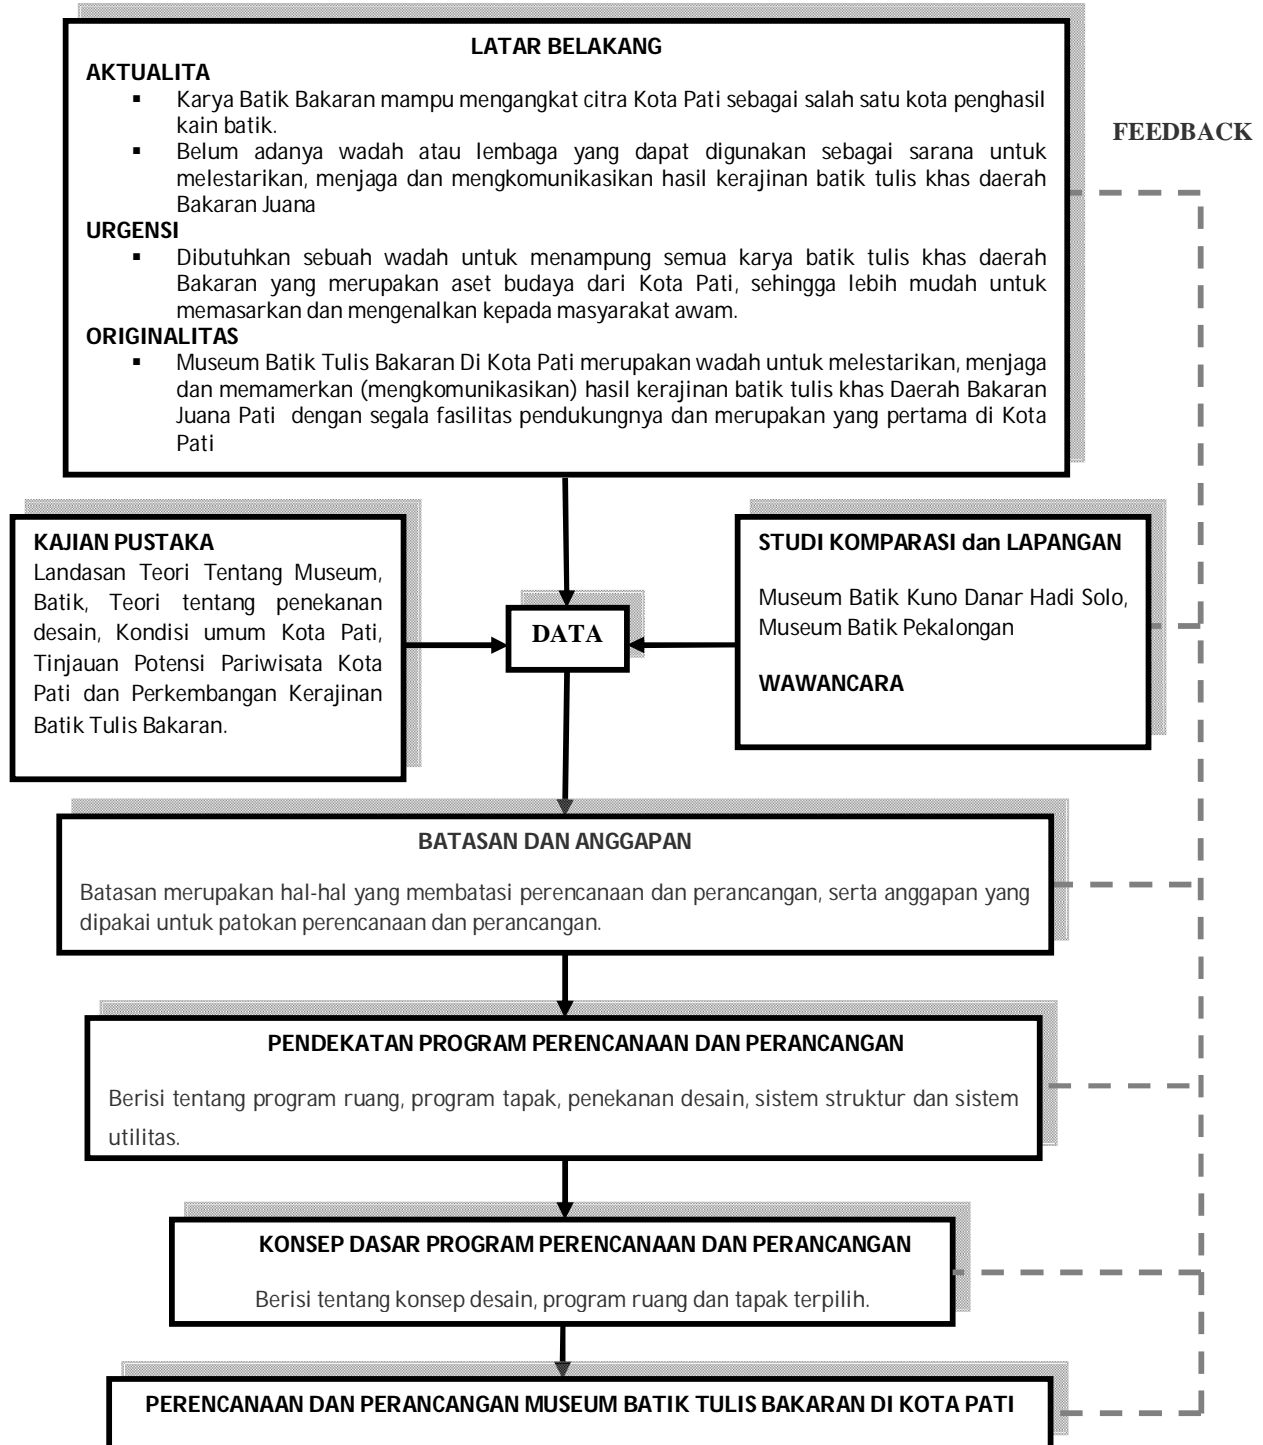 LATAR BELAKANG
AKTUALITA
▪ Karya Batik Bakaran mampu mengangkat citra Kota Pati sebagai salah satu kota penghasil
kain batik.
▪ Belum adanya wadah atau lembaga yang dapat digunakan sebagai sarana untuk
melestarikan, menjaga dan mengkomunikasikan hasil kerajinan batik tulis khas daerah
Bakaran Juana
URGENSI
▪ Dibutuhkan sebuah wadah untuk menampung semua karya batik tulis khas daerah
Bakaran yang merupakan aset budaya dari Kota Pati, sehingga lebih mudah untuk
memasarkan dan mengenalkan kepada masyarakat awam.
ORIGINALITAS
▪ Museum Batik Tulis Bakaran Di Kota Pati merupakan wadah untuk melestarikan, menjaga
dan memamerkan (mengkomunikasikan) hasil kerajinan batik tulis khas Daerah Bakaran
Juana Pati dengan segala fasilitas pendukungnya dan merupakan yang pertama di Kota
Pati
FEEDBACK
KAJIAN PUSTAKA
Landasan Teori Tentang Museum,
Batik, Teori tentang penekanan
desain, Kondisi umum Kota Pati,
Tinjauan Potensi Pariwisata Kota
Pati dan Perkembangan Kerajinan
Batik Tulis Bakaran.
DATA
STUDI KOMPARASI dan LAPANGAN
Museum Batik Kuno Danar Hadi Solo,
Museum Batik Pekalongan
WAWANCARA
BATASAN DAN ANGGAPAN
Batasan merupakan hal-hal yang membatasi perencanaan dan perancangan, serta anggapan yang
dipakai untuk patokan perencanaan dan perancangan.
PENDEKATAN PROGRAM PERENCANAAN DAN PERANCANGAN
Berisi tentang program ruang, program tapak, penekanan desain, sistem struktur dan sistem
utilitas.
KONSEP DASAR PROGRAM PERENCANAAN DAN PERANCANGAN
Berisi tentang konsep desain, program ruang dan tapak terpilih.
PERENCANAAN DAN PERANCANGAN MUSEUM BATIK TULIS BAKARAN DI KOTA PATI